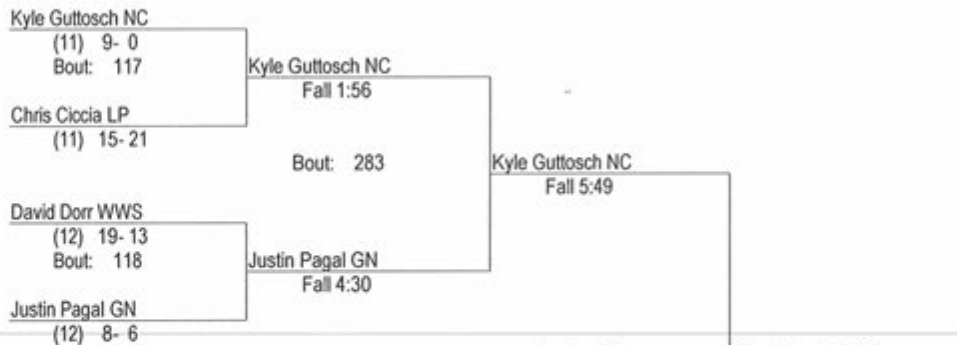 Kyle Guttosch NC
(11) 9- 0
Bout: 117
Kyle Guttosch NC
Fall 1:56
Chris Ciccia LP
(11) 15- 21
Bout: 283
Kyle Guttosch NC
Fall 5:49
David Dorr WWS
(12) 19- 13
Bout: 118
Justin Pagal GN
Fall 4:30
Justin Pagal GN
(12) 8- 6